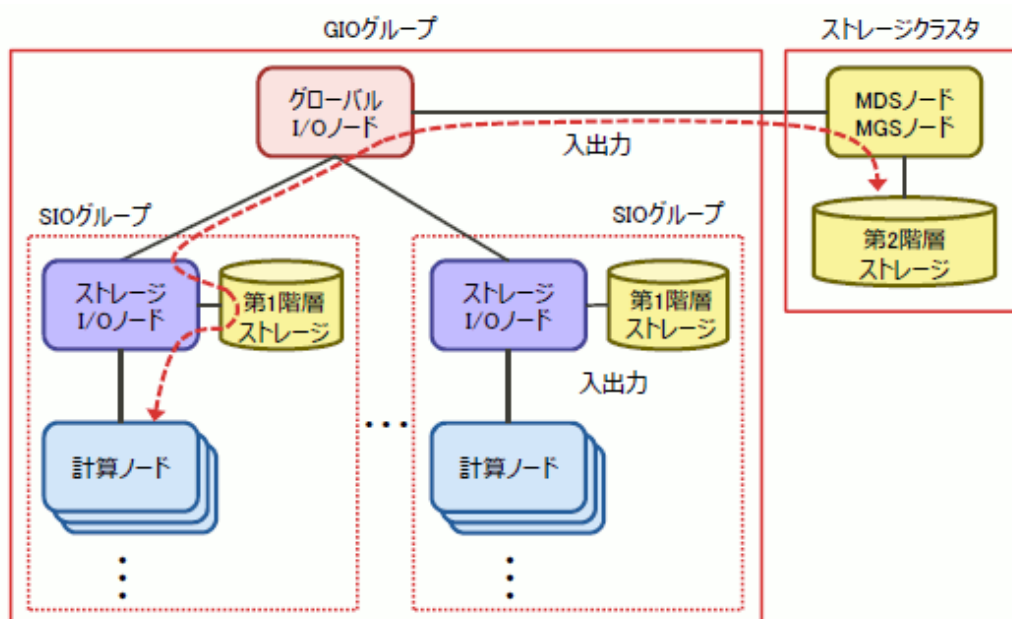 GIOグループ
ストレージクラスタ
グローバル
I/Oノード
MDSノード
MGSノード
入出力
SIOグループ
SIOグループ
第2階層
ストレージ
ストレージ
I/Oノード
第1階層
ストレージ
ストレージ
I/Oノード
第1階層
ストレージ
入出力
計算ノード
計算ノード